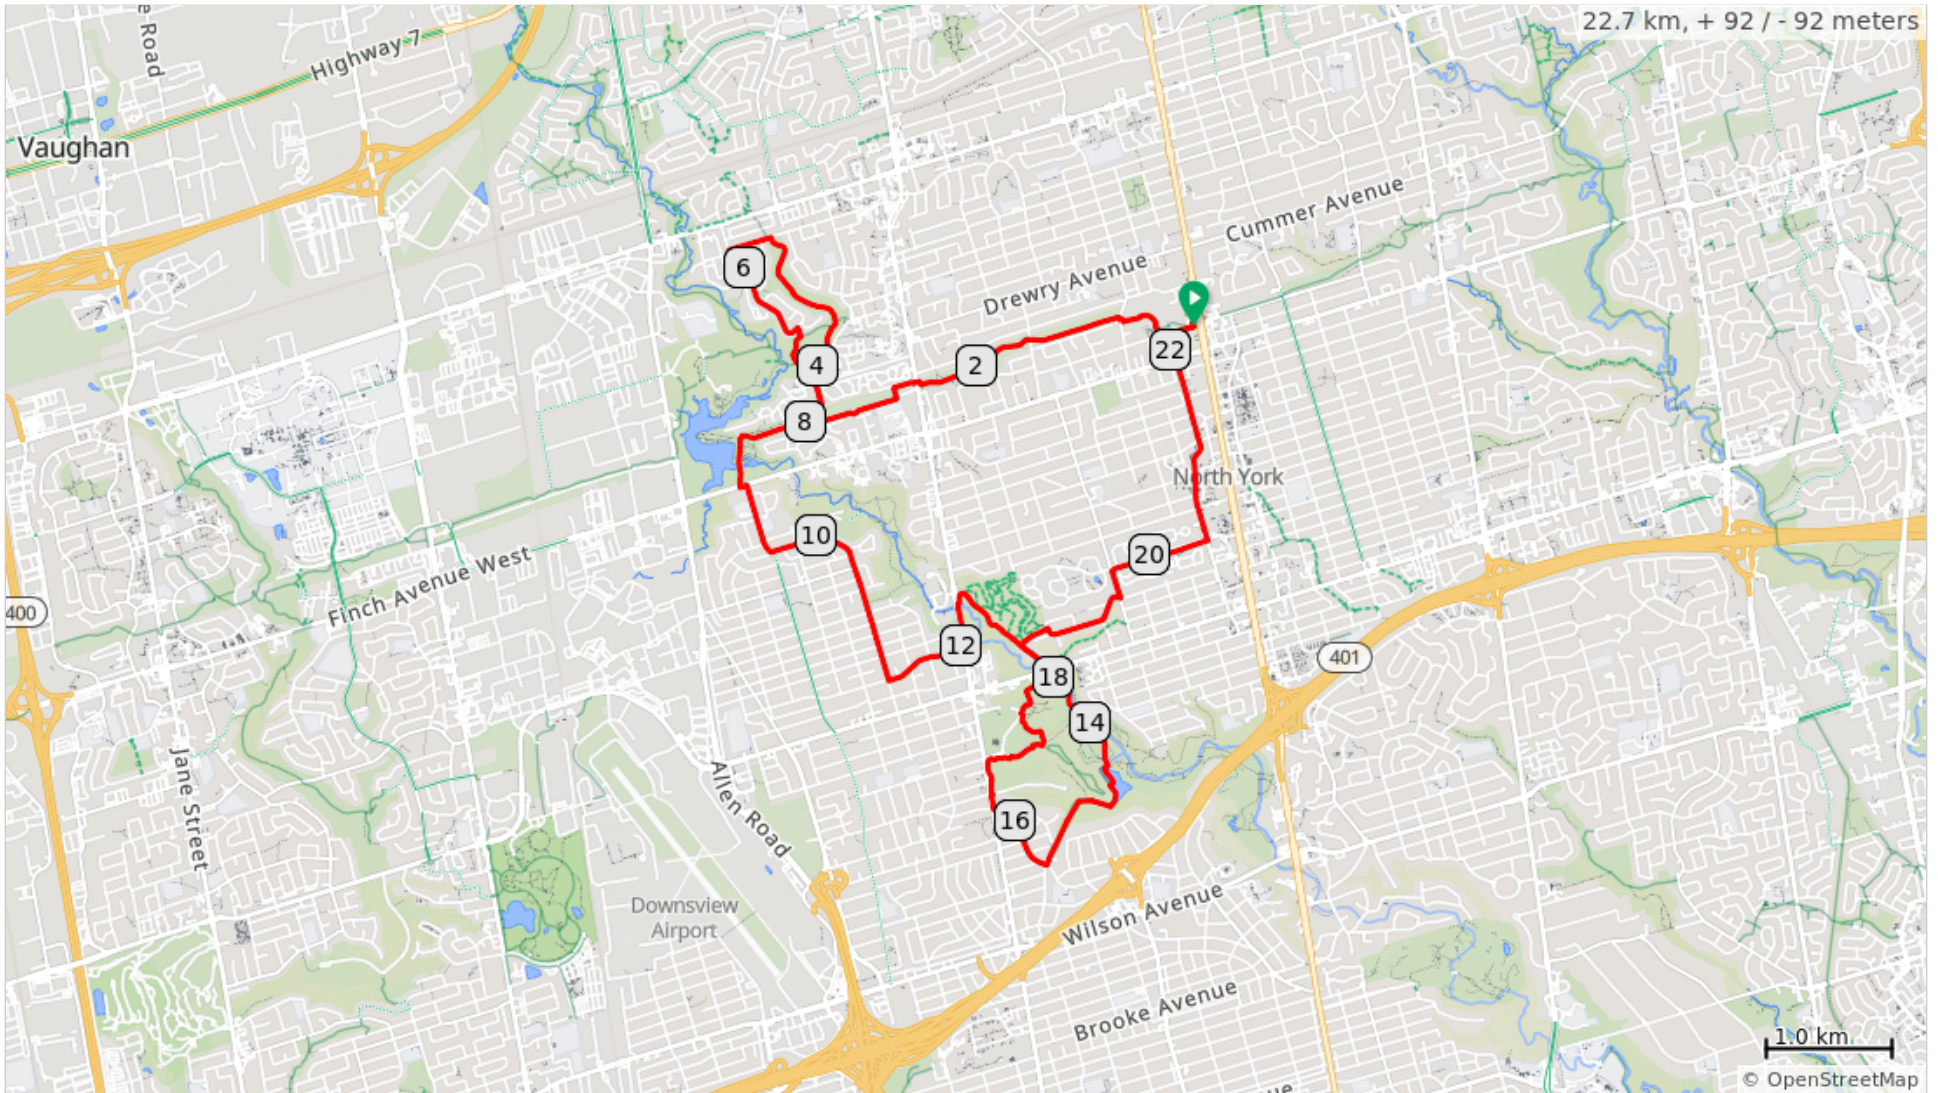 22.7 km, + 92 / - 92 meters
e Road
Highway 7
Vaughan
Cummer Avenue
Drewry Avenue
6
4
2
22
8
North York
10
20
Finch Avenue West
400
12
401
18
14
Jane Street
Allen Road
16
Downsview
Airport
Wilson Avenue
Brooke Avenue
1.0 km
© OpenStreetMap